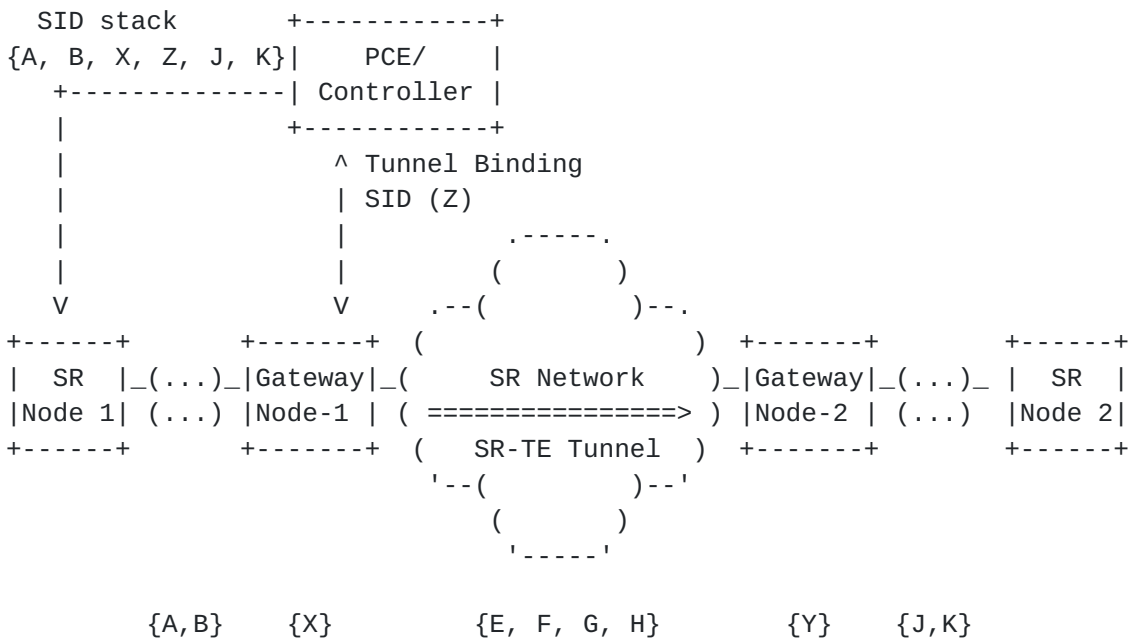 SID stack
{A, B, X, Z, J, K}
PCE/
Controller
^ Tunnel Binding
SID (Z)
V V
SR (...) Gateway SR Network Gateway (...) SR
Node 1 (...) Node-1 ================> Node-2 (...) Node 2
SR-TE Tunnel
{A,B} {X} {E, F, G, H} {Y} {J,K}